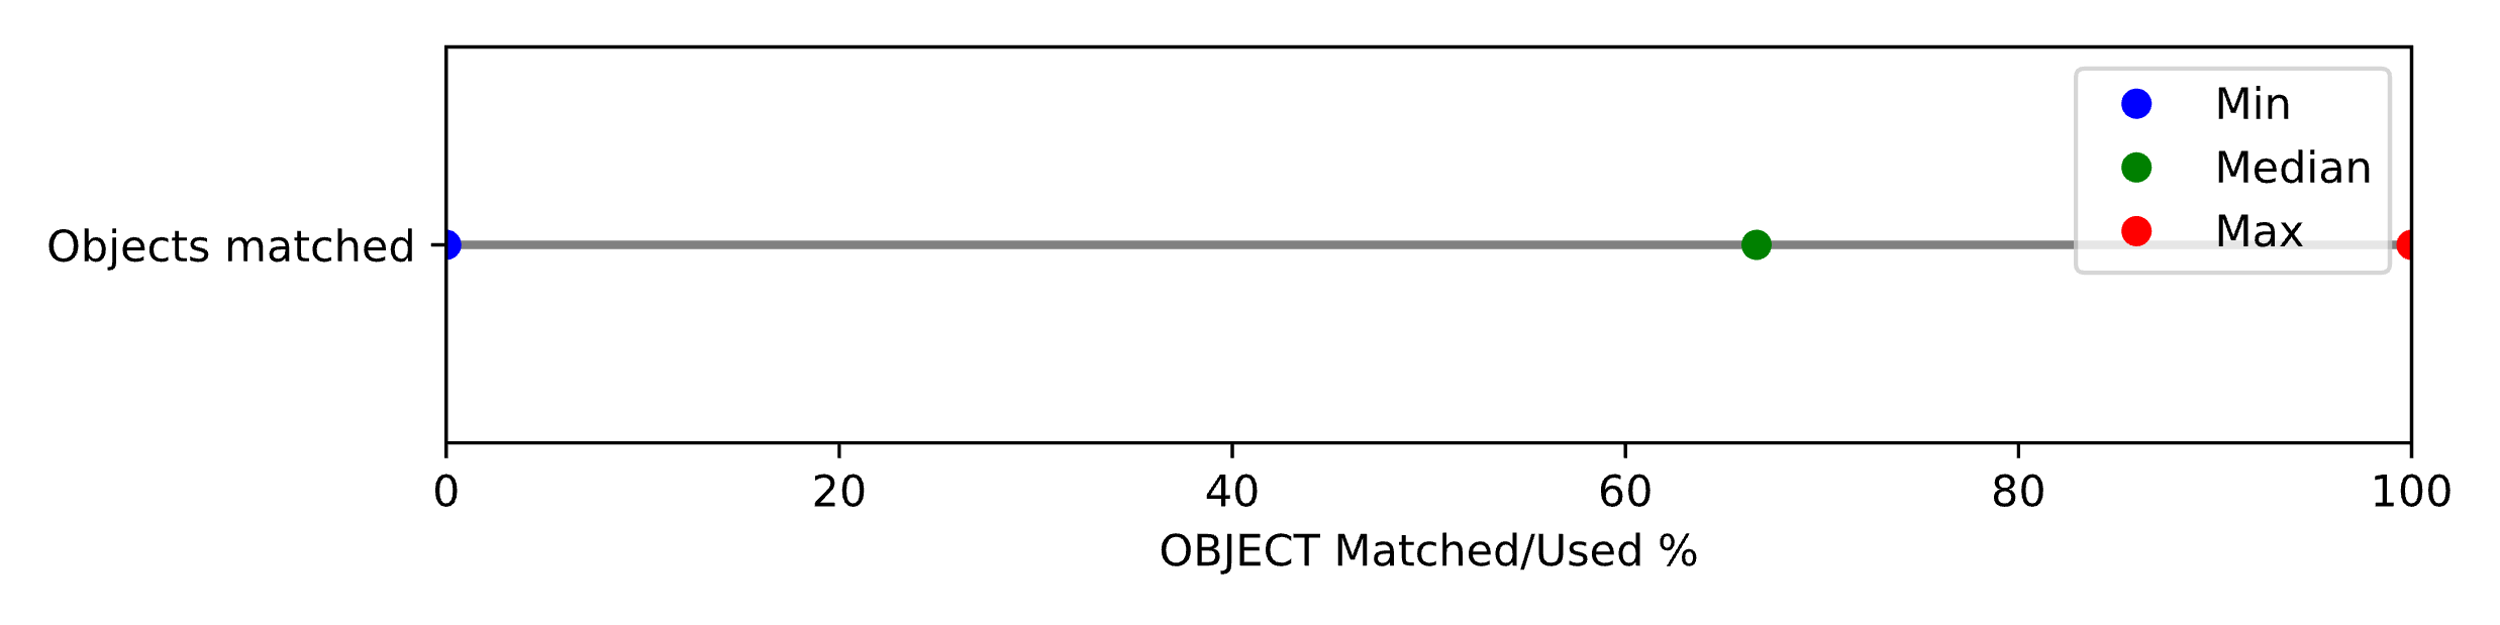 Min
Median
Max
Objects matched
0 20 40 60 80 100
OBJECT Matched/Used %